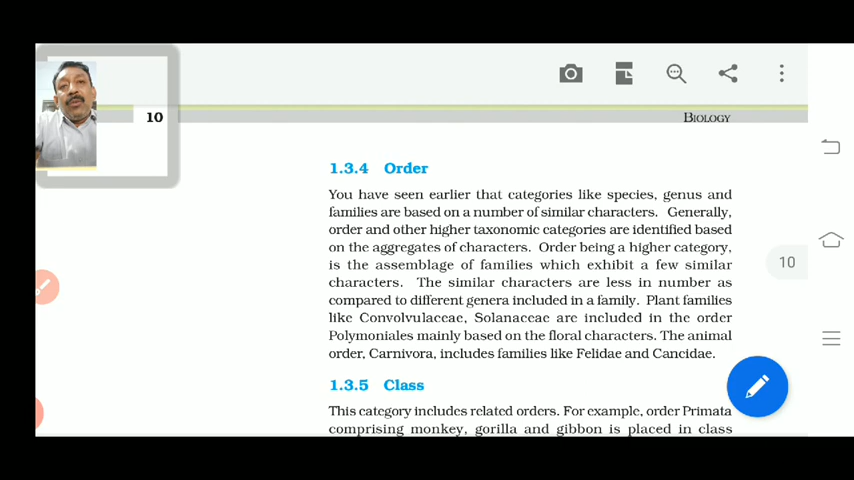 10
BIOLOGY
1.3.4 Order
You have seen earlier that categories like species, genus and
families are based on a number of similar characters. Generally,
order and other higher taxonomic categories are identified based
on the aggregates of characters. Order being a higher category,
is the assemblage of families which exhibit a few similar
characters. The similar characters are less in number as
compared to different genera included in a family. Plant families
like Convolvulaceae, Solanaceae are included in the order
Polymoniales mainly based on the floral characters. The animal
order, Carnivora, includes families like Felidae and Cancidae.
1.3.5 Class
This category includes related orders. For example, order Primata
comprising monkey, gorilla and gibbon is placed in class
10